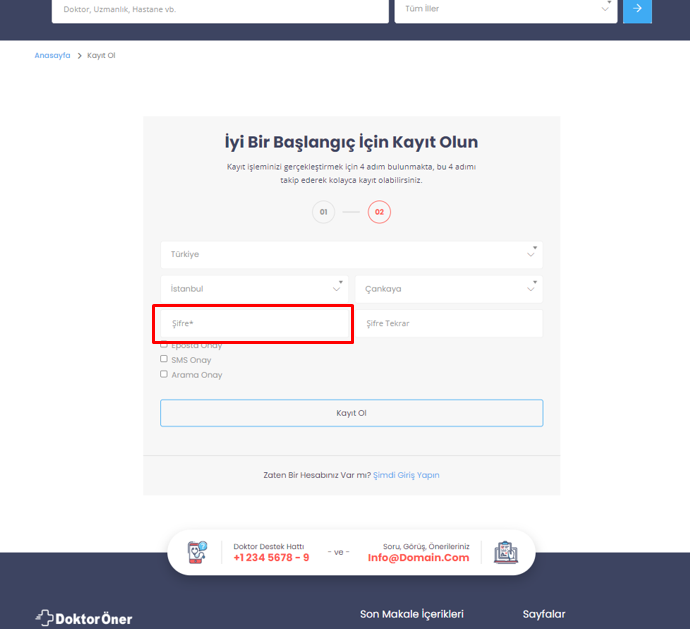 Doktor, Uzmanlık, Hastane vb.
Tüm İller
Anasayfa > Kayıt Ol
İyi Bir Başlangıç İçin Kayıt Olun
Kayıt işleminizi gerçekleştirmek için 4 adım bulunmakta, bu 4 adımı
takip ederek kolayca kayıt olabilirsiniz.
01
02
Türkiye
İstanbul
Çankaya
Şifre*
Şifre Tekrar
Eposta Onay
SMS Onay
Arama Onay
Kayıt Ol
Zaten Bir Hesabınız Var mı? Şimdi Giriş Yapın
Doktor Destek Hattı
+1 234 5678 - 9
- ve -
Soru, Görüş, Önerileriniz
Info@Domain.Com
DoktorÖner
Son Makale İçerikleri
Sayfalar